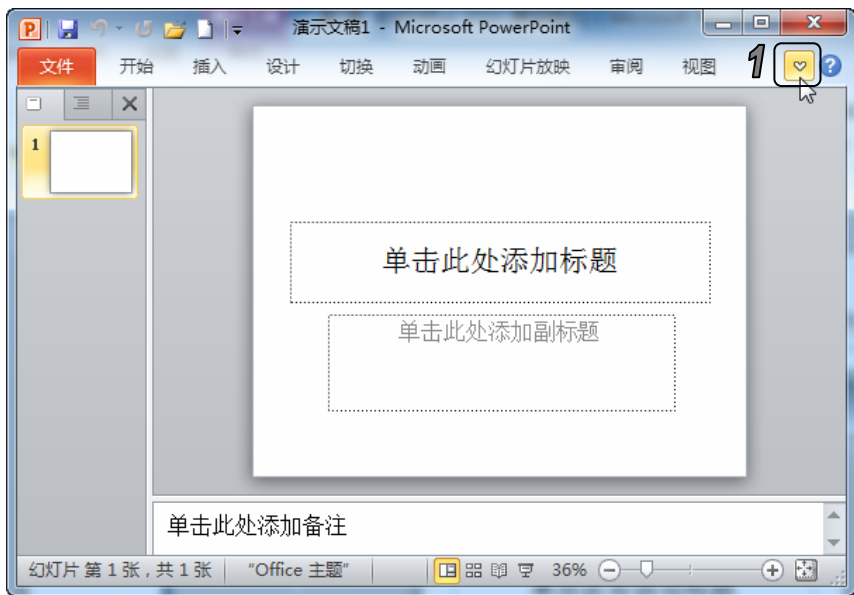 演示文稿1 - Microsoft PowerPoint
文件 开始 插入 设计 切换 动画 幻灯片放映 审阅 视图 1
1
单击此处添加标题
单击此处添加副标题
单击此处添加备注
幻灯片 第 1 张，共 1 张 "Office 主题" 36%